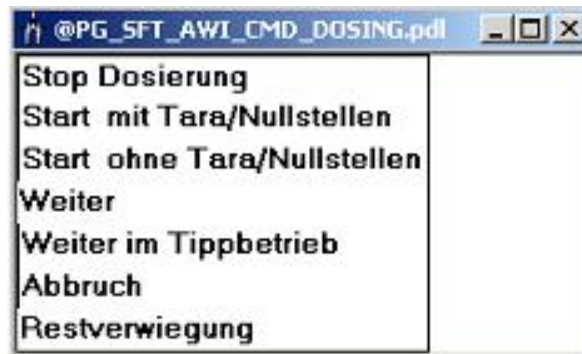 @PG_SFT_AWI_CMD_DOSING.pdl
Stop Dosierung
Start mit Tara/Nullstellen
Start ohne Tara/Nullstellen
Weiter
Weiter im Tippbetrieb
Abbruch
Restverwiegung